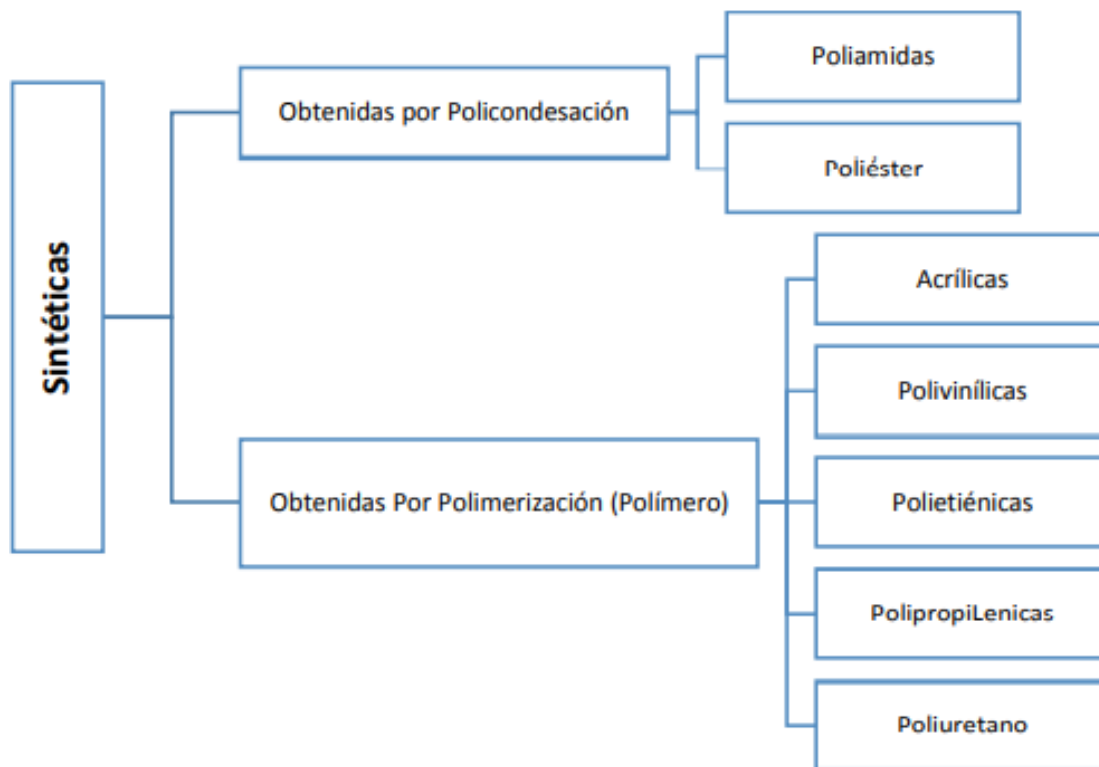 Sintéticas
Obtenidas por Policondesación
Poliamidas
Poliéster
Obtenidas Por Polimerización (Polímero)
Acrílicas
Polivinílicas
Polietiénicas
PolipropiLenicas
Poliuretano